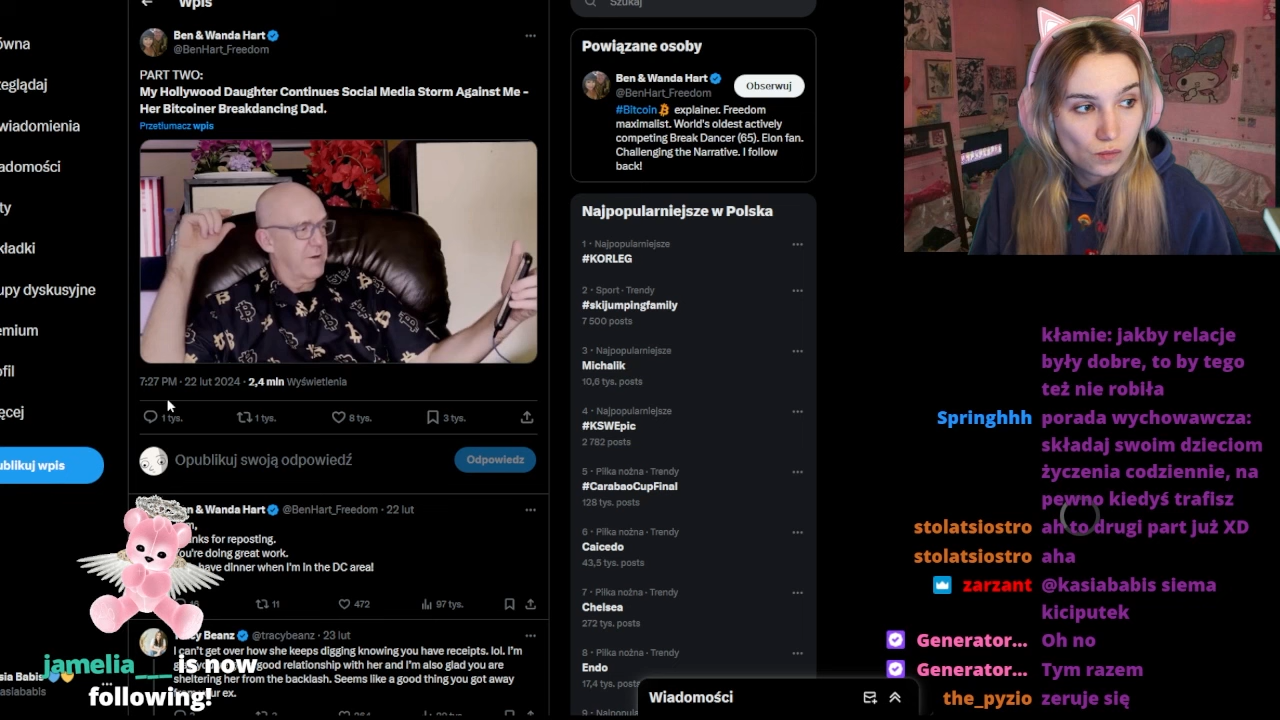 Wpis
ówna
zeglądaj
wiadomienia
adomości
ty
kładki
upy dyskusyjne
emium
ofil
ęcej
ublikuj wpis
Ben & Wanda Hart
@BenHart_Freedom
PART TWO:
My Hollywood Daughter Continues Social Media Storm Against Me -
Her Bitcoiner Breakdancing Dad.
Przetłumacz wpis
7:27 PM · 22 lut 2024 · 2,4 mln Wyświetlenia
1 tys.
1 tys.
8 tys.
3 tys.
Opublikuj swoją odpowiedź
Odpowiedz
n & Wanda Hart @BenHart_Freedom · 22 lut
anks for reposting.
ou're doing great work.
have dinner when I'm in the DC area!
11
472
97 tys.
cy Beanz @tracybeanz · 23 lut
I can't get over how she keeps digging knowing you have receipts. lol. I'm
good relationship with her and I'm also glad you are
sheltering her from the backlash. Seems like a good thing you got away
ur ex.
Szukaj
Powiązane osoby
Ben & Wanda Hart
@BenHart_Freedom
Obserwuj
#Bitcoin explainer. Freedom
maximalist. World's oldest actively
competing Break Dancer (65). Elon fan.
Challenging the Narrative. I follow
back!
Najpopularniejsze w Polska
1 · Najpopularniejsze
#KORLEG
2 · Sport · Trendy
#skijumpingfamily
7 500 posts
3 · Najpopularniejsze
Michalik
10,6 tys. posts
4 · Najpopularniejsze
#KSWEpic
2 782 posts
5 · Piłka nożna · Trendy
#CarabaoCupFinal
128 tys. posts
6 · Piłka nożna · Trendy
Caicedo
43,5 tys. posts
7 · Piłka nożna · Trendy
Chelsea
272 tys. posts
8 · Piłka nożna · Trendy
Endo
17,4 tys. posts
Wiadomości
kłamie: jakby relacje
były dobre, to by tego
też nie robiła
Springhhh porada wychowawcza:
składaj swoim dzieciom
życzenia codziennie, na
pewno kiedyś trafisz
stolatsiostro ah to drugi part już XD
stolatsiostro aha
zarzant @kasiababis siema
kiciputek
Generator... Oh no
Generator... Tym razem
the_pyzio zeruje się
jamelia__ is now
following!
sia Babis
asiababis